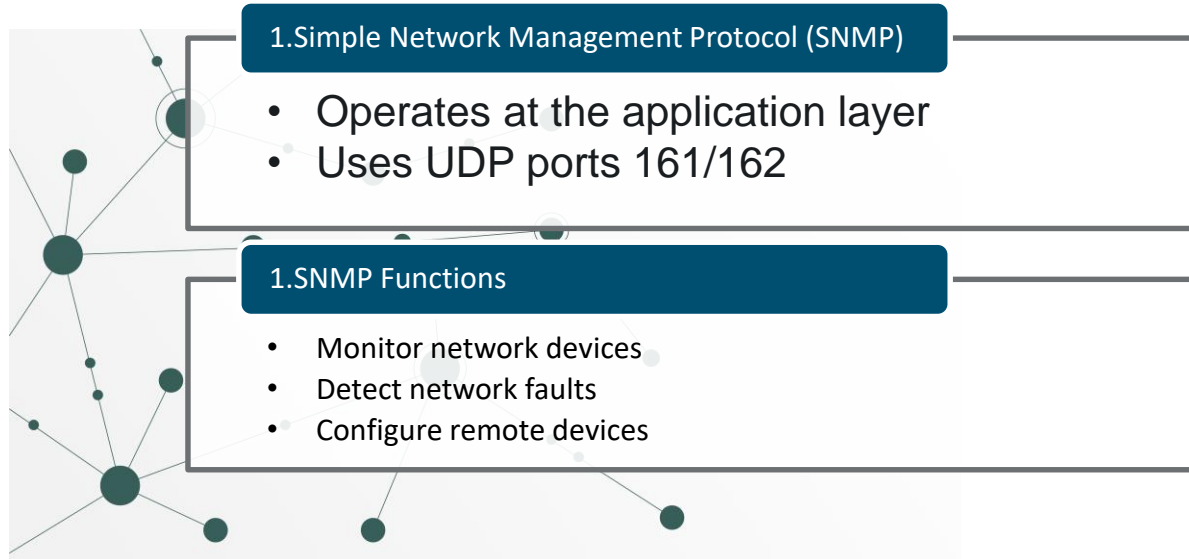 1.Simple Network Management Protocol (SNMP)
• Operates at the application layer
• Uses UDP ports 161/162
1.SNMP Functions
• Monitor network devices
• Detect network faults
• Configure remote devices